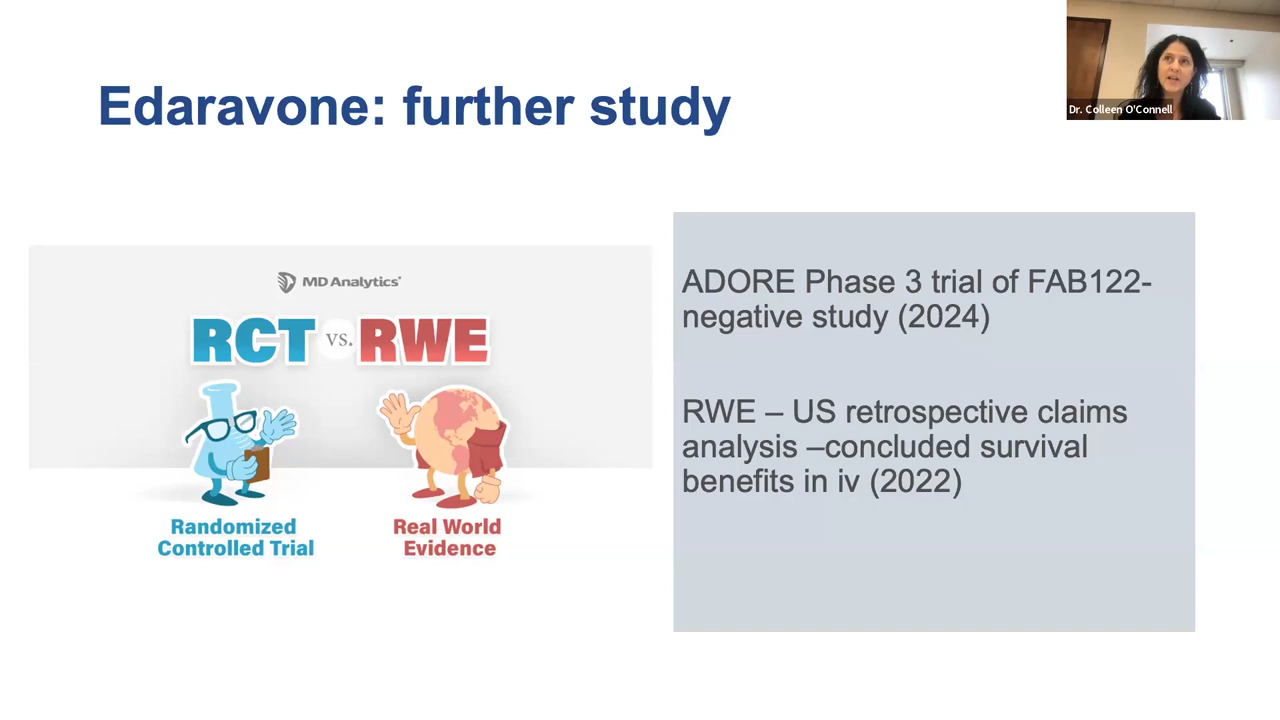 Edaravone: further study
Dr. Colleen O'Connell
MD Analytics
RCT vs. RWE
Randomized
Controlled Trial
Real World
Evidence
ADORE Phase 3 trial of FAB122-
negative study (2024)
RWE – US retrospective claims
analysis –concluded survival
benefits in iv (2022)